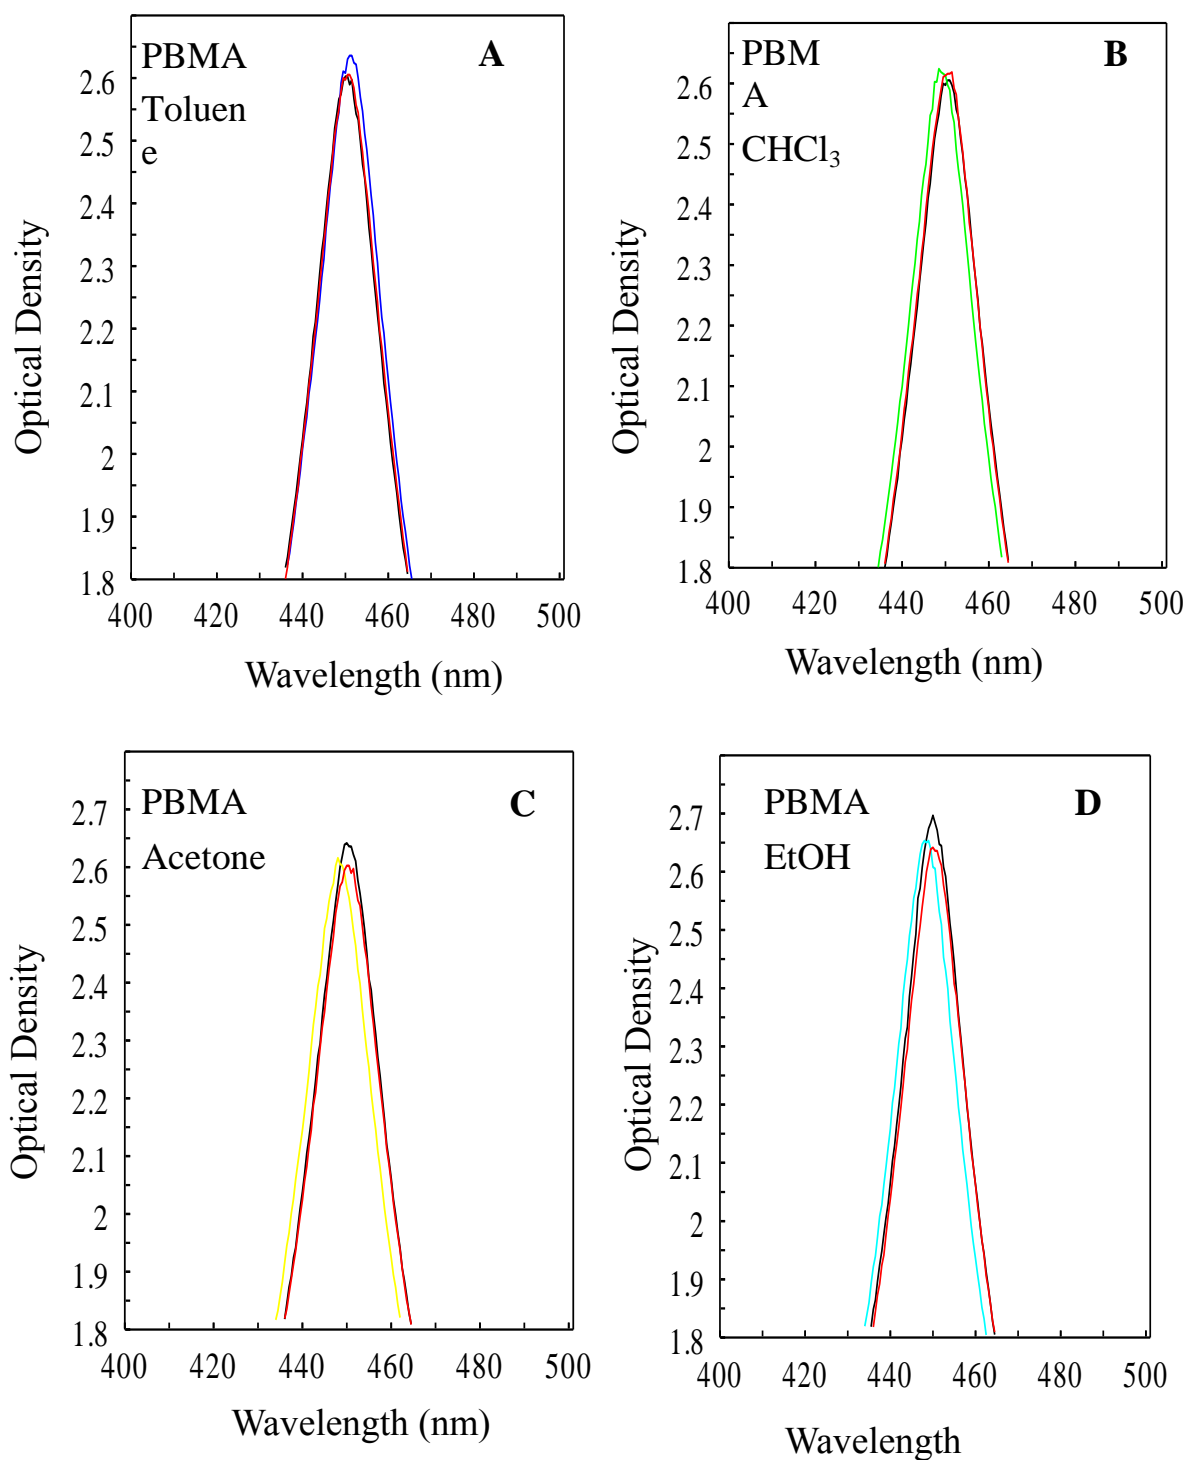 PBMA
A
Toluen
e
2.6
2.5
2.4
2.3
2.2
2.1
2
1.9
1.8
Optical Density
400 420 440 460 480 500
Wavelength (nm)
PBM
B
A
CHCl₃
2.6
2.5
2.4
2.3
2.2
2.1
2
1.9
1.8
Optical Density
400 420 440 460 480 500
Wavelength (nm)
PBMA
C
Acetone
2.7
2.6
2.5
2.4
2.3
2.2
2.1
2
1.9
1.8
Optical Density
400 420 440 460 480 500
Wavelength (nm)
PBMA
D
EtOH
2.7
2.6
2.5
2.4
2.3
2.2
2.1
2
1.9
1.8
Optical Density
400 420 440 460 480 500
Wavelength